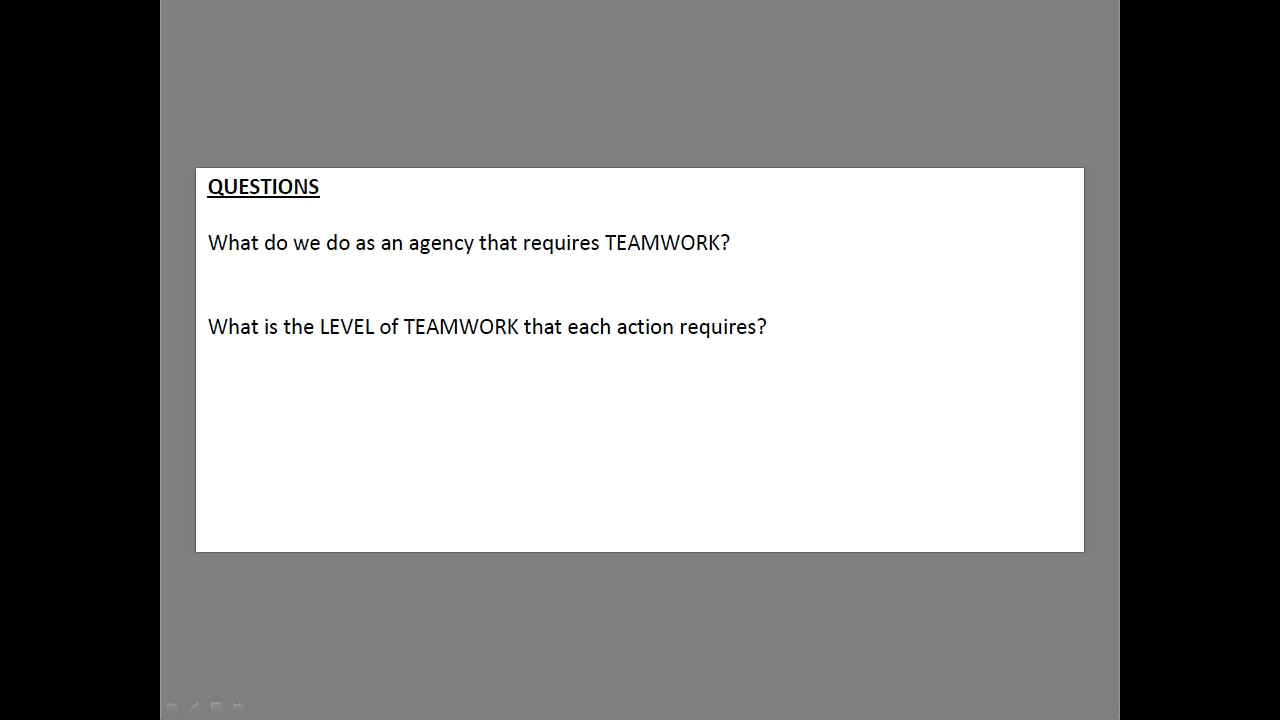 QUESTIONS
What do we do as an agency that requires TEAMWORK?
What is the LEVEL of TEAMWORK that each action requires?